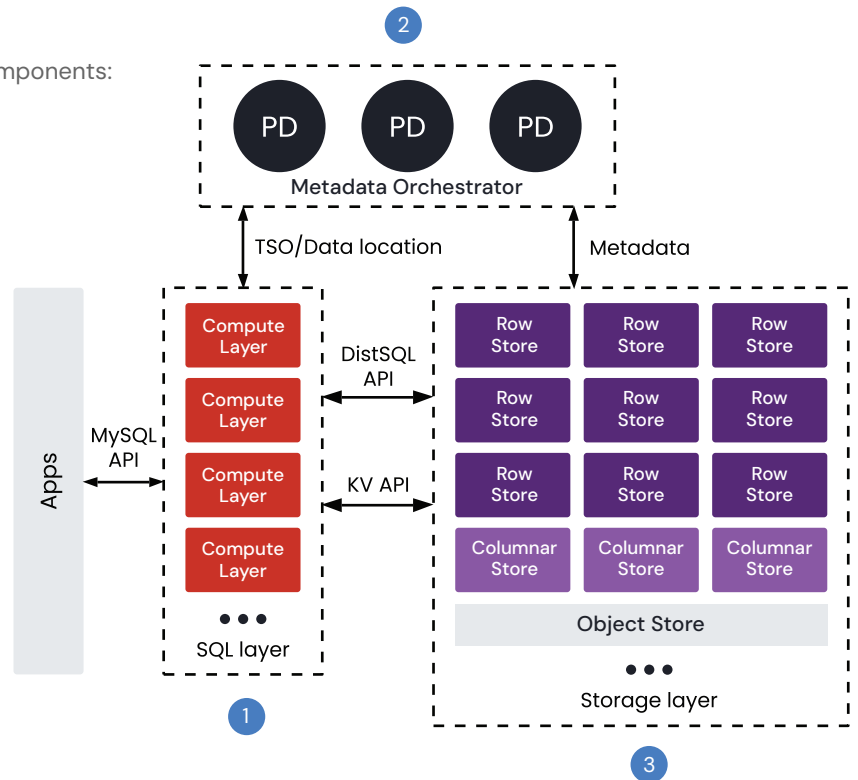 2
mponents:
PD
PD
PD
Metadata Orchestrator
TSO/Data location
Metadata
Apps
MySQL
API
Compute
Layer
Compute
Layer
Compute
Layer
Compute
Layer
SQL layer
1
DistSQL
API
KV API
Row
Store
Row
Store
Row
Store
Row
Store
Row
Store
Row
Store
Row
Store
Row
Store
Row
Store
Columnar
Store
Columnar
Store
Columnar
Store
Object Store
Storage layer
3